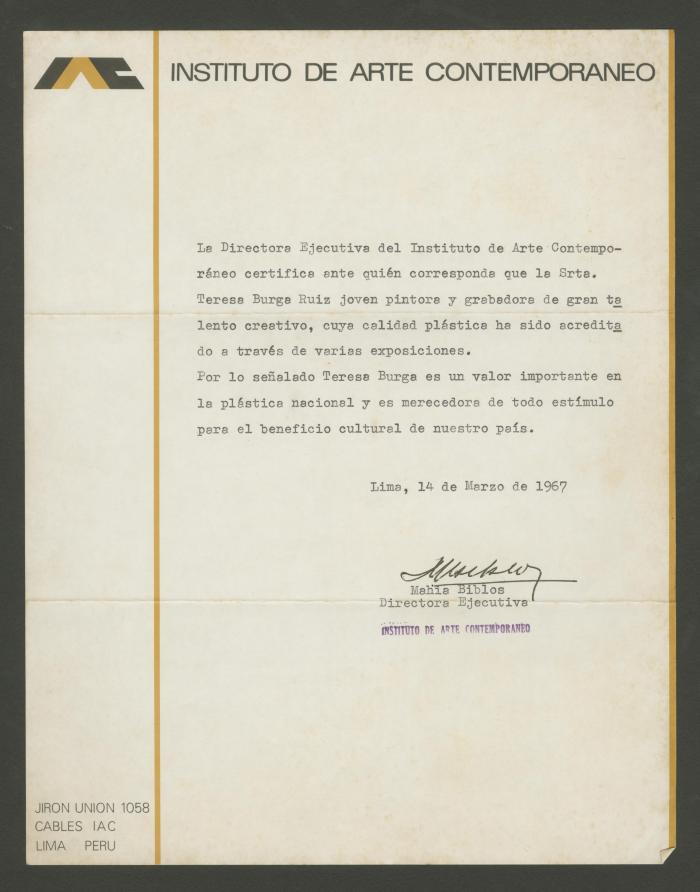 IAC
INSTITUTO DE ARTE CONTEMPORANEO
La Directora Ejecutiva del Instituto de Arte Contempo-
ráneo certifica ante quién corresponda que la Srta.
Teresa Burga Ruiz joven pintora y grabadora de gran ta
lento creativo, cuya calidad plástica ha sido acredita
do a través de varias exposiciones.
Por lo señalado Teresa Burga es un valor importante en
la plástica nacional y es merecedora de todo estímulo
para el beneficio cultural de nuestro país.
Lima, 14 de Marzo de 1967
Mahia Biblos
Directora Ejecutiva
INSTITUTO DE ARTE CONTEMPORANEO
JIRON UNION 1058
CABLES IAC
LIMA PERU